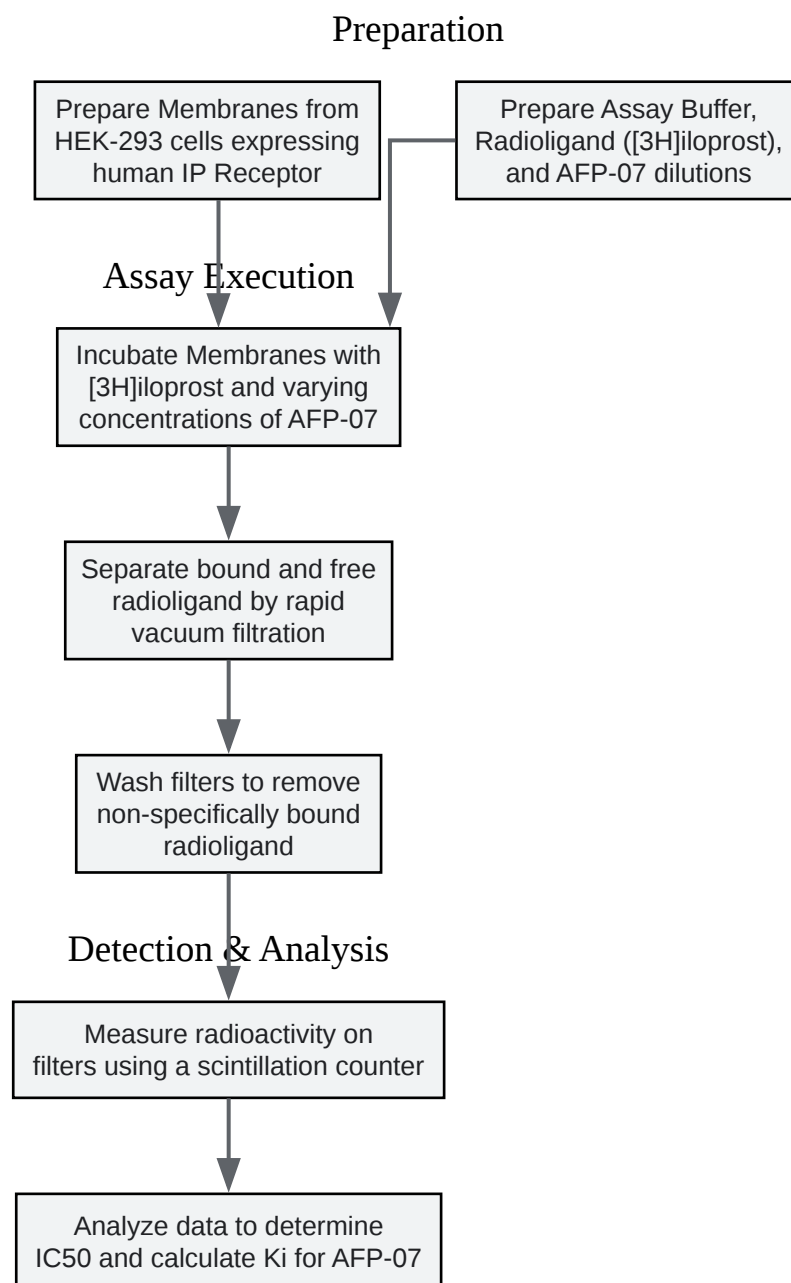 Preparation
Prepare Membranes from
HEK-293 cells expressing
human IP Receptor
Prepare Assay Buffer,
Radioligand ([3H]iloprost),
and AFP-07 dilutions
Assay Execution
Incubate Membranes with
[3H]iloprost and varying
concentrations of AFP-07
Separate bound and free
radioligand by rapid
vacuum filtration
Wash filters to remove
non-specifically bound
radioligand
Detection & Analysis
Measure radioactivity on
filters using a scintillation counter
Analyze data to determine
IC50 and calculate Ki for AFP-07